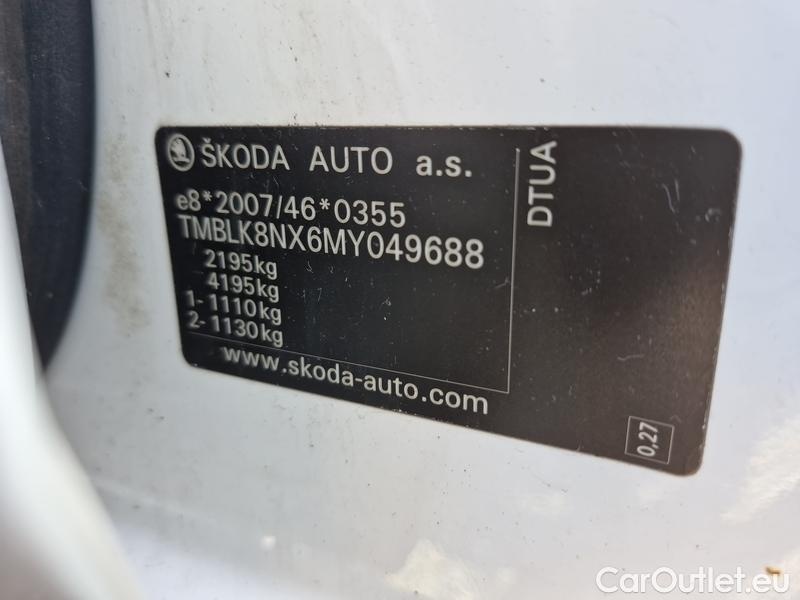 ŠKODA AUTO a.s.
e8*2007/46*0355
TMBLK8NX6MY049688
2195kg
4195kg
1- 1110kg
2- 1130kg
www.skoda-auto.com
DTUA
0,27
CarOutlet.eu